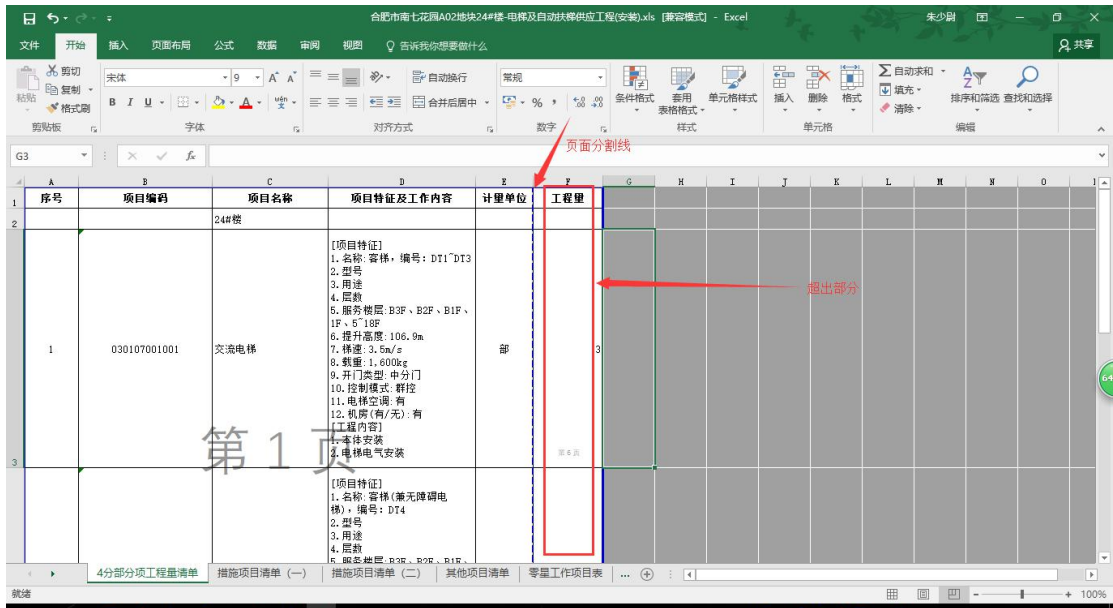 合肥市南七花园A02地块24#楼-电梯及自动扶梯供应工程(安装).xls [兼容模式] - Excel
朱少尉
文件 开始 插入 页面布局 公式 数据 审阅 视图 告诉我你想要做什么 共享
粘贴 剪切 复制 格式刷
宋体 9 B I U A A A wén 文
自动换行 合并后居中
常规 %
条件格式 套用表格格式 单元格样式
插入 删除 格式
自动求和 填充 清除
排序和筛选 查找和选择
剪贴板 字体 对齐方式 数字 样式 单元格 编辑
页面分割线
G3 fx
A B C D E F G H I J K L M N O
1 序号 项目编码 项目名称 项目特征及工作内容 计量单位 工程量
2 24#楼
[项目特征]
1.名称:客梯，编号：DT1~DT3
2.型号
3.用途
4.层数
5.服务楼层:B3F、B2F、B1F、
1F、5~18F
6.提升高度:106.9m
超出部分
1 030107001001 交流电梯 7.梯速:3.5m/s 部 3
8.载重:1,600kg
9.开门类型:中分门
10.控制模式:群控
11.电梯空调:有
12.机房(有/无):有
[工程内容]
1.本体安装
2.电梯电气安装
第 1 页
第 6 页
3
[项目特征]
1.名称:客梯(兼无障碍电
梯)，编号：DT4
2.型号
3.用途
4.层数
5.服务楼层:B3F、B2F、B1F、
64
4分部分项工程量清单 措施项目清单（一） 措施项目清单（二） 其他项目清单 零星工作项目表 ...
就绪 100%